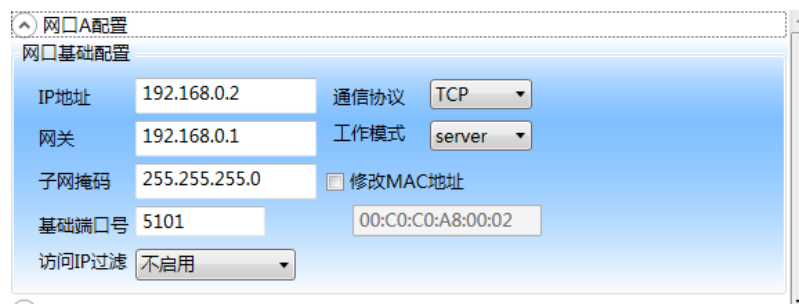 网口A配置
网口基础配置
IP地址 192.168.0.2 通信协议 TCP
网关 192.168.0.1 工作模式 server
子网掩码 255.255.255.0 修改MAC地址
基础端口号 5101 00:C0:C0:A8:00:02
访问IP过滤 不启用